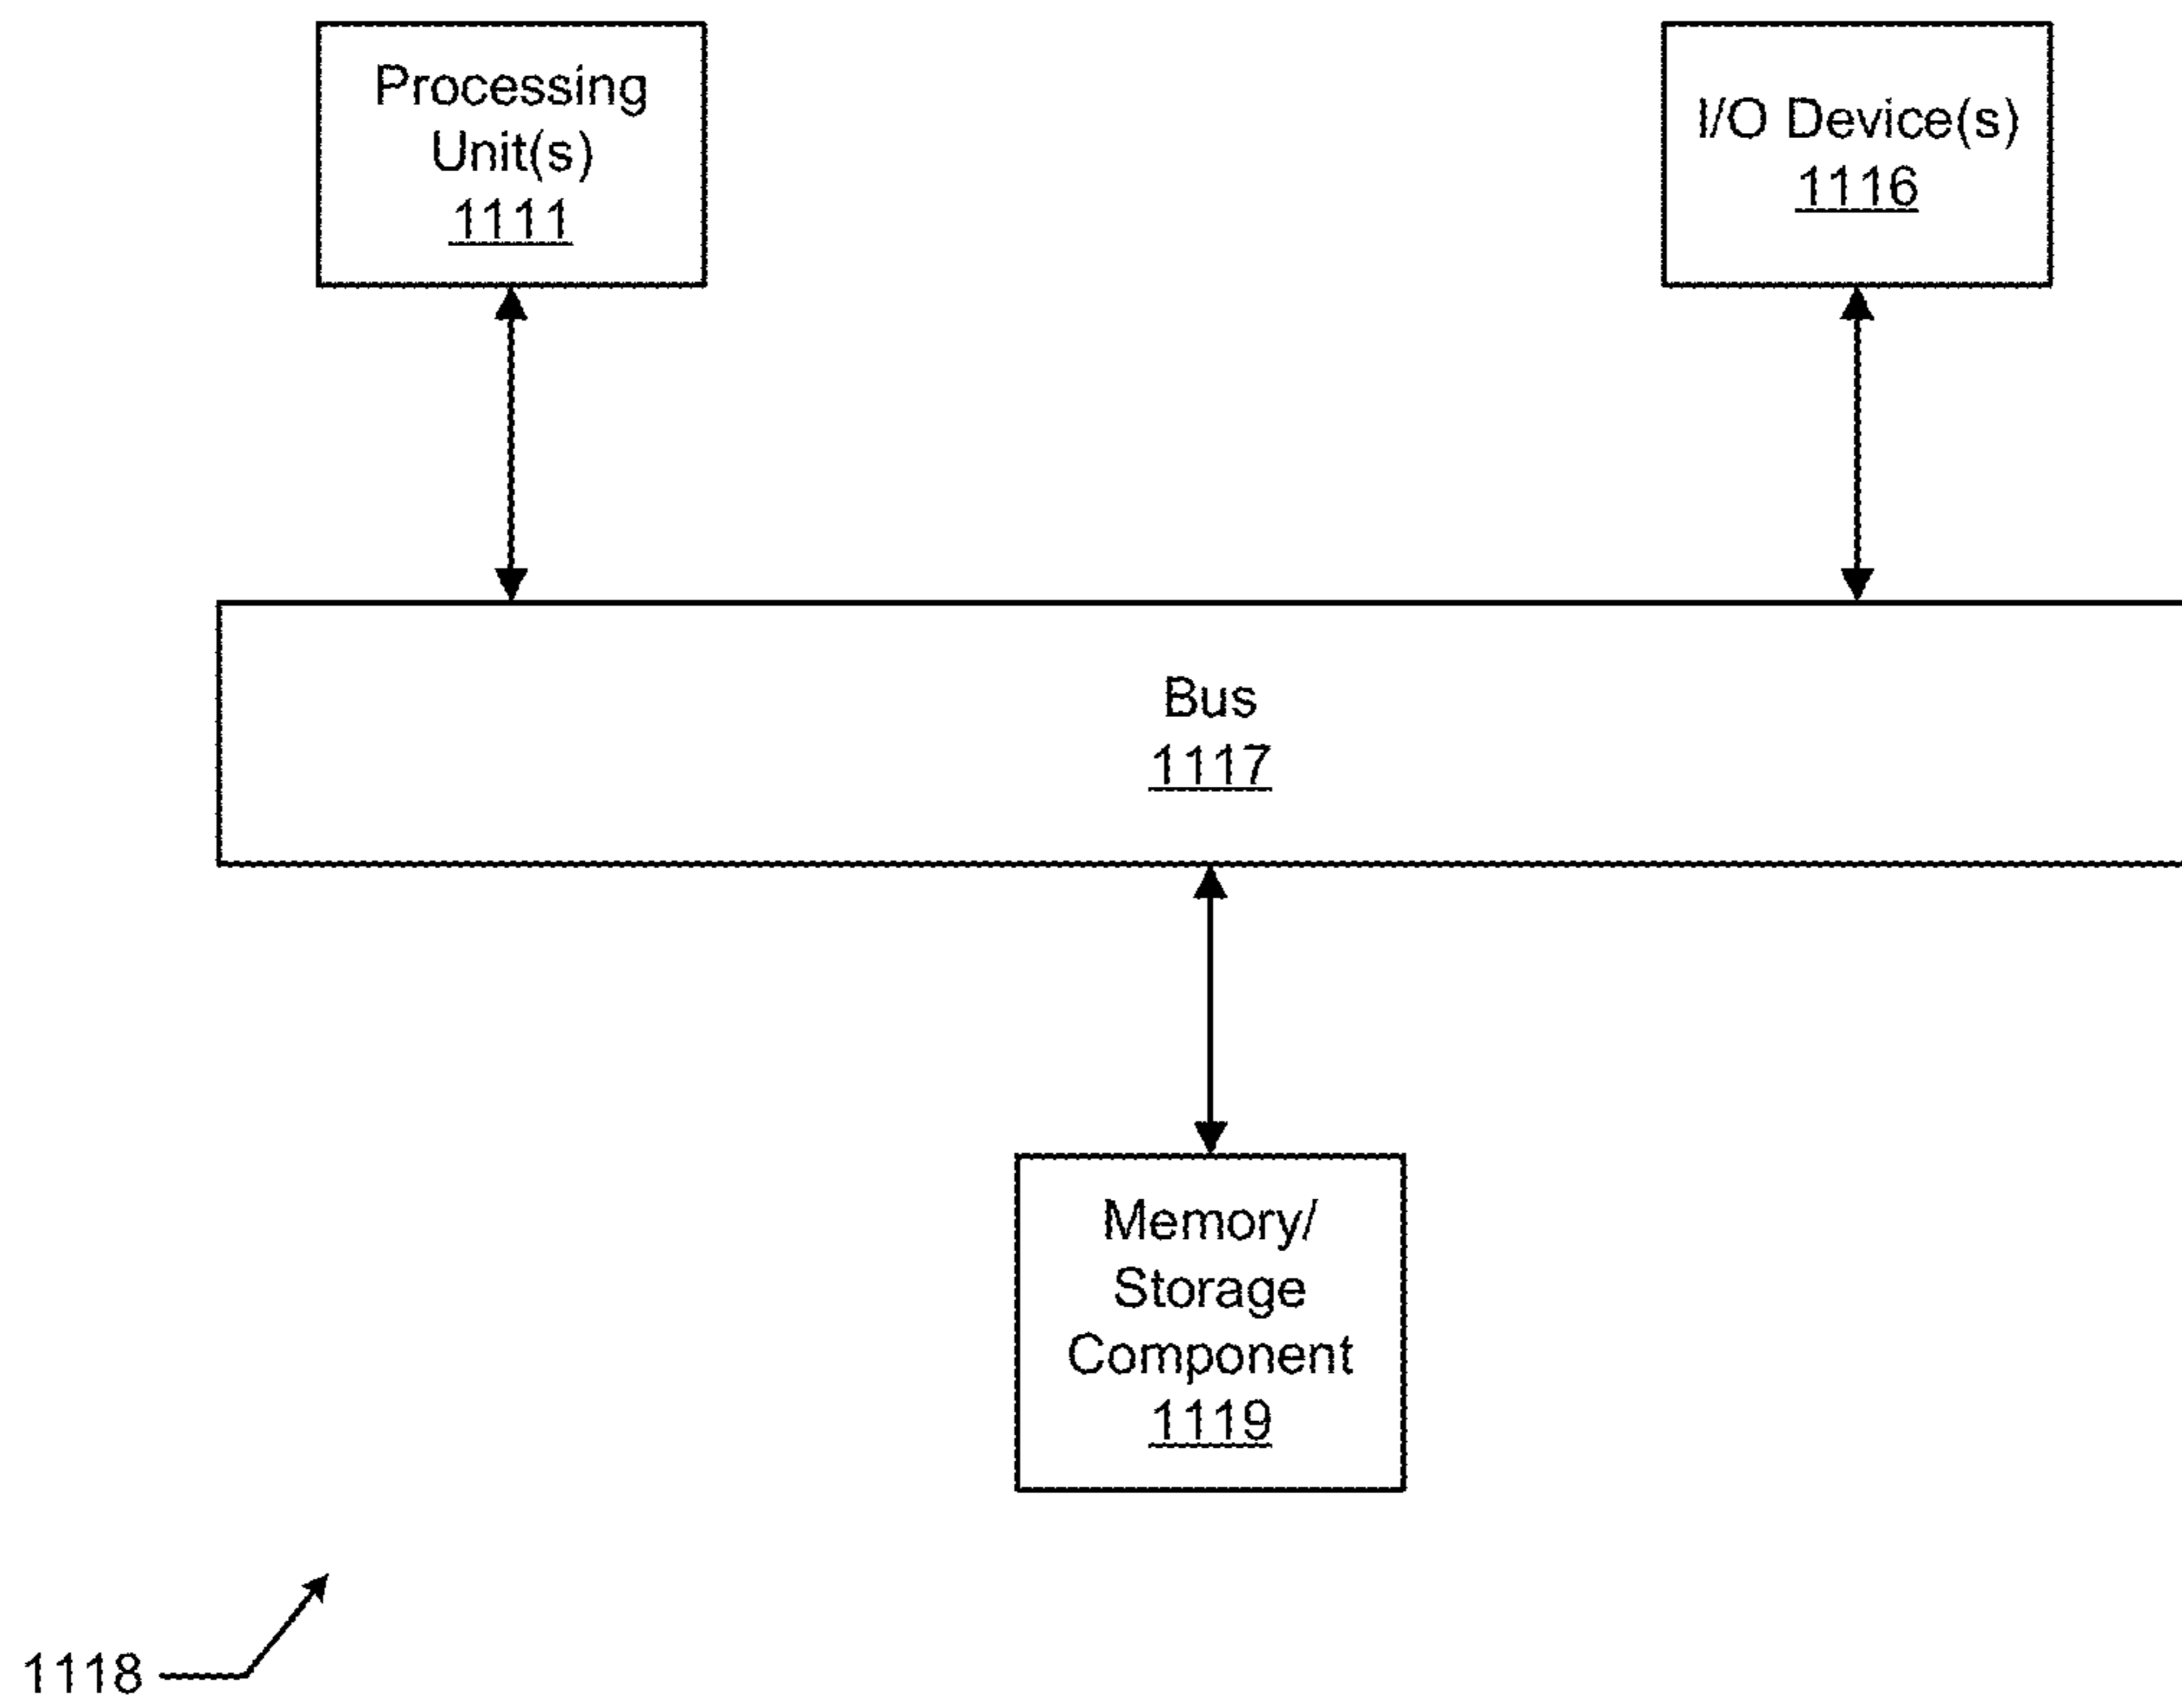 Processing
Unit(s)
1111
I/O Device(s)
1116
Bus
1117
Memory/
Storage
Component
1119
1118